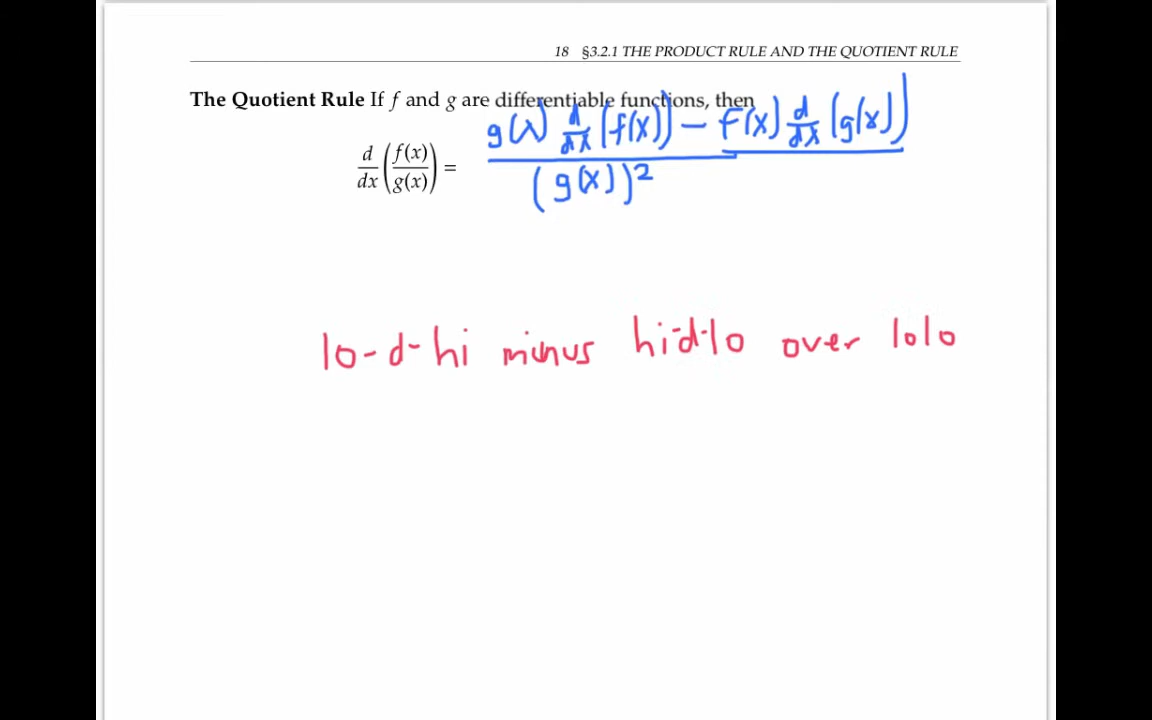 18 §3.2.1 THE PRODUCT RULE AND THE QUOTIENT RULE
The Quotient Rule If f and g are differentiable functions, then
d/dx (f(x)/g(x)) = (g(x) d/dx (f(x)) − f(x) d/dx (g(x))) / (g(x))²
lo-d-hi minus hi-d-lo over lolo